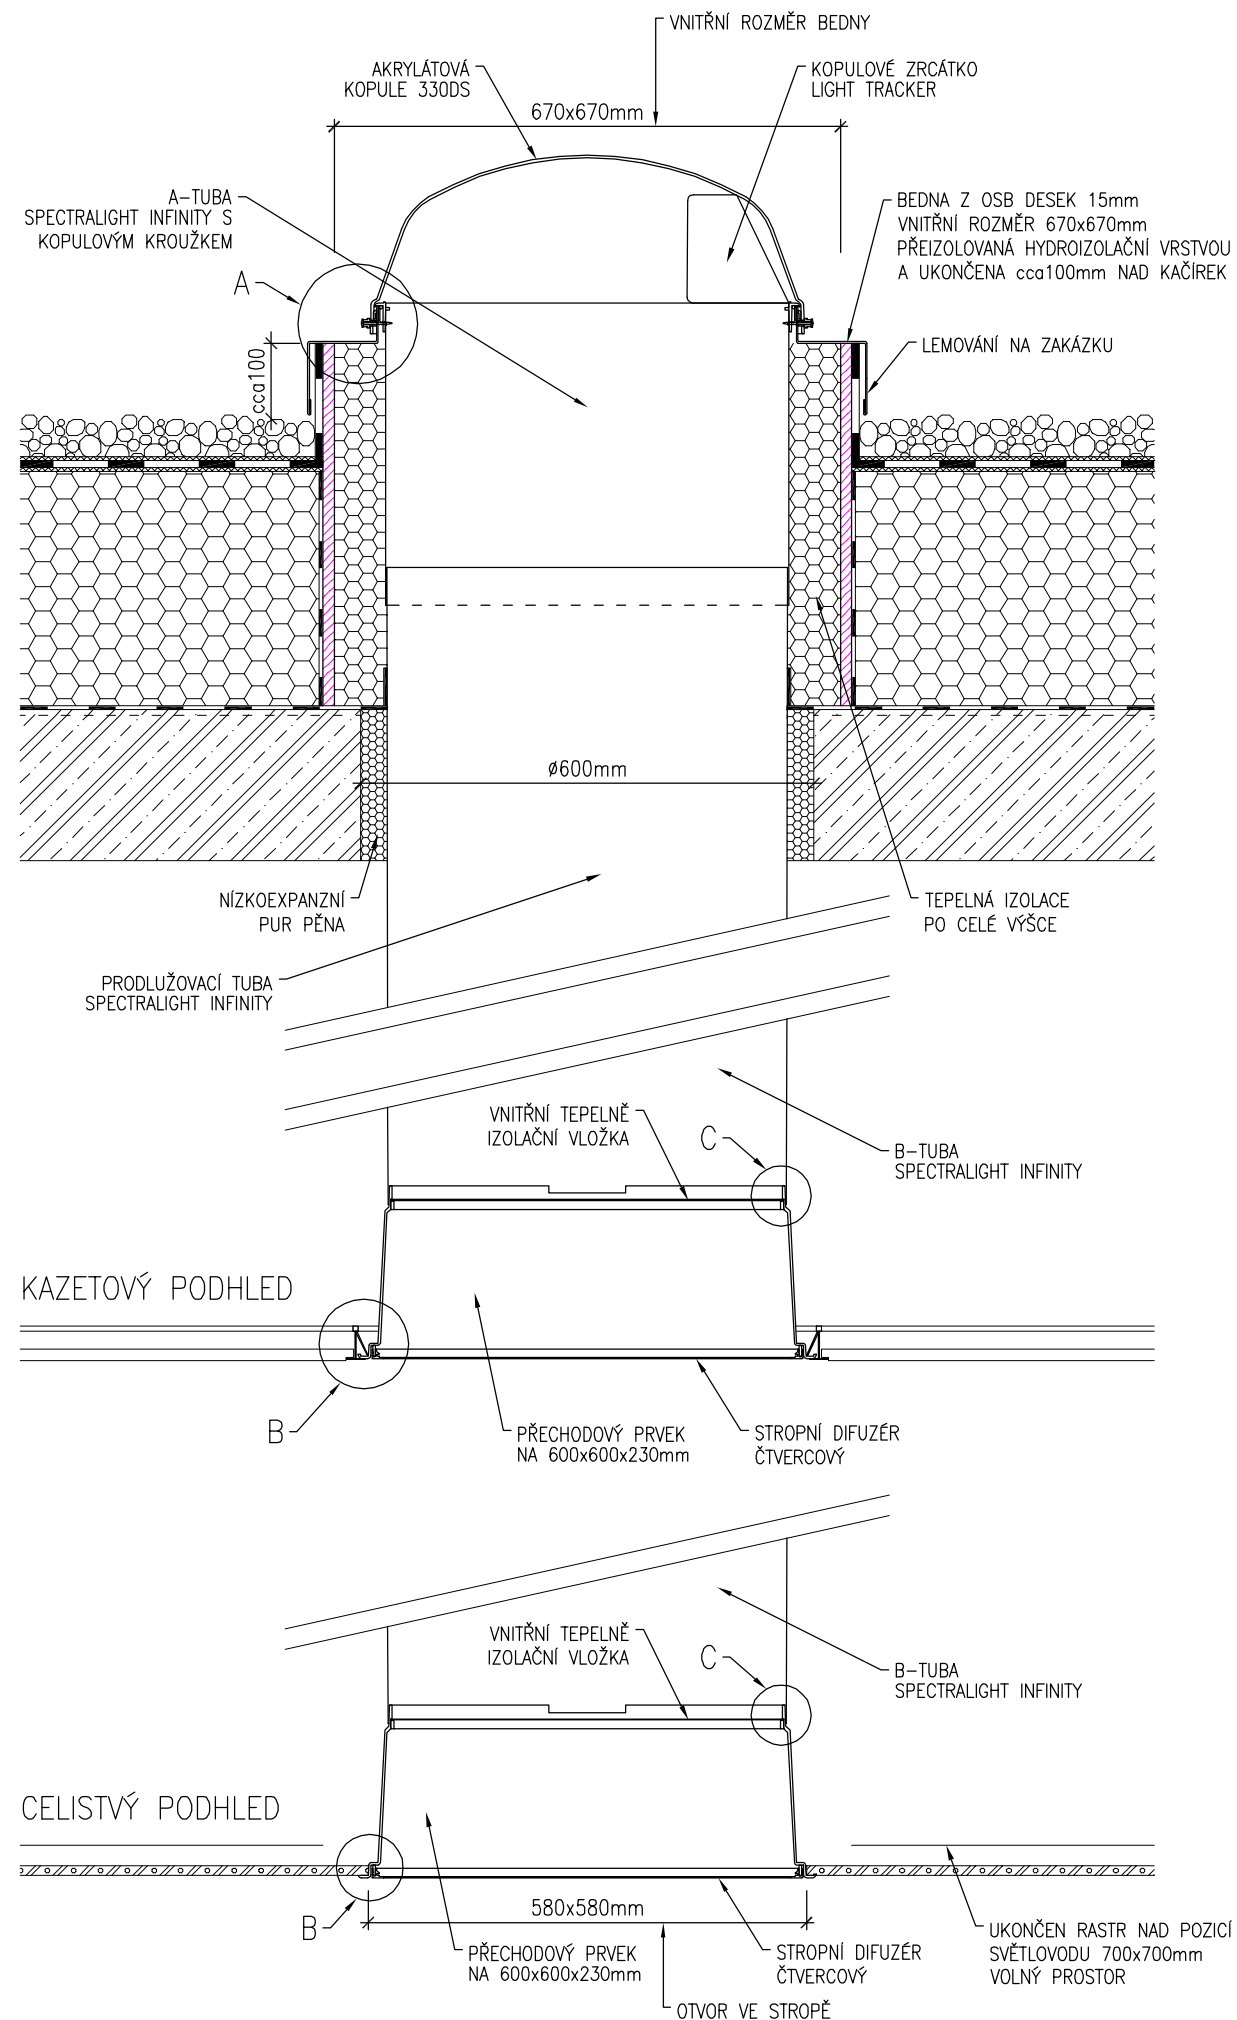 VNITŘNÍ ROZMĚR BEDNY
AKRYLÁTOVÁ
KOPULE 330DS
KOPULOVÉ ZRCÁTKO
LIGHT TRACKER
670x670mm
A-TUBA
SPECTRALIGHT INFINITY S
KOPULOVÝM KROUŽKEM
BEDNA Z OSB DESEK 15mm
VNITŘNÍ ROZMĚR 670x670mm
PŘEIZOLOVANÁ HYDROIZOLAČNÍ VRSTVOU
A UKONČENA cca100mm NAD KAČÍREK
A
LEMOVÁNÍ NA ZAKÁZKU
cca100
ø600mm
NÍZKOEXPANZNÍ
PUR PĚNA
TEPELNÁ IZOLACE
PO CELÉ VÝŠCE
PRODLUŽOVACÍ TUBA
SPECTRALIGHT INFINITY
VNITŘNÍ TEPELNĚ
IZOLAČNÍ VLOŽKA
C
B-TUBA
SPECTRALIGHT INFINITY
KAZETOVÝ PODHLED
B
PŘECHODOVÝ PRVEK
NA 600x600x230mm
STROPNÍ DIFUZÉR
ČTVERCOVÝ
VNITŘNÍ TEPELNĚ
IZOLAČNÍ VLOŽKA
C
B-TUBA
SPECTRALIGHT INFINITY
CELISTVÝ PODHLED
580x580mm
B
PŘECHODOVÝ PRVEK
NA 600x600x230mm
STROPNÍ DIFUZÉR
ČTVERCOVÝ
UKONČEN RASTR NAD POZICÍ
SVĚTLOVODU 700x700mm
VOLNÝ PROSTOR
OTVOR VE STROPĚ